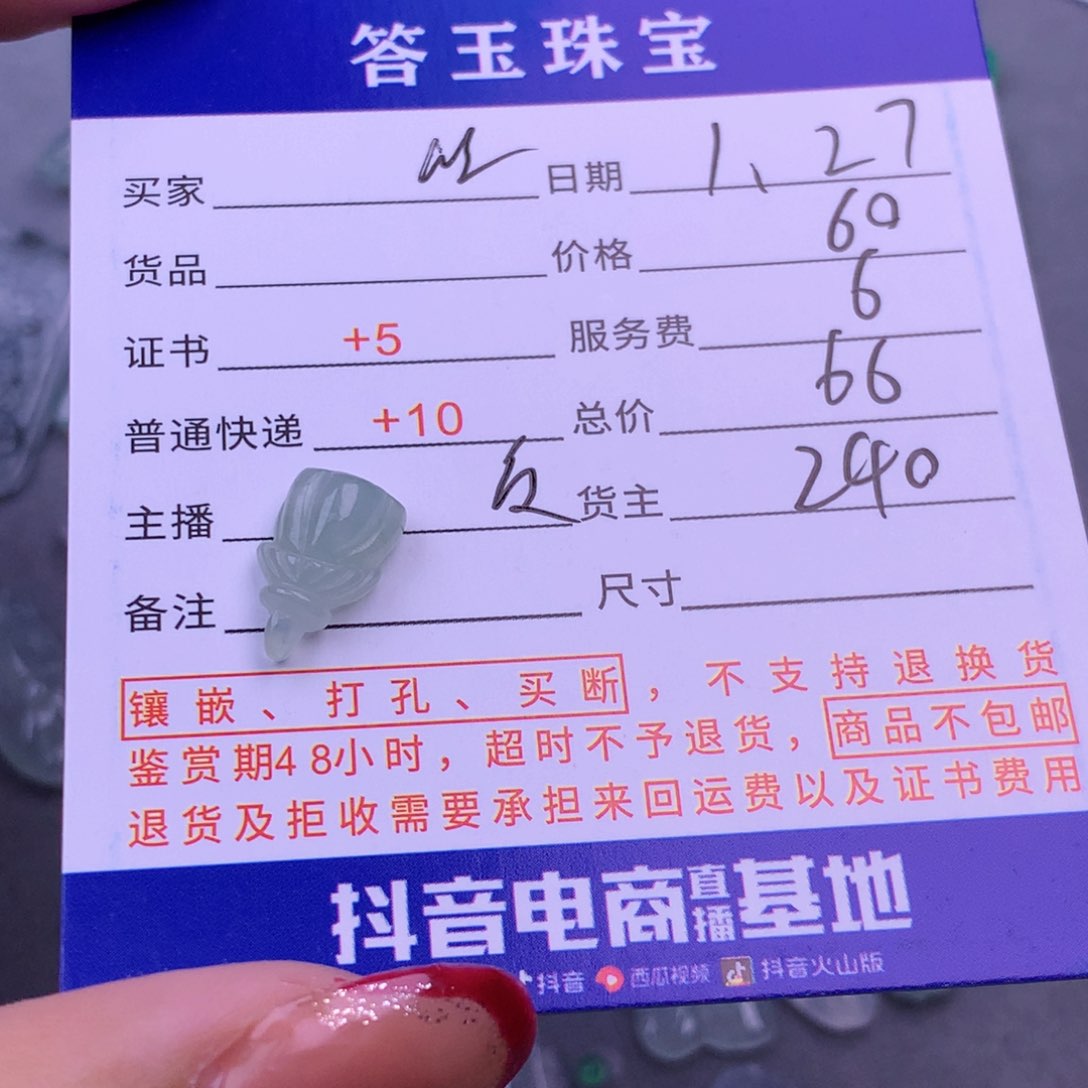 答玉珠宝
买家 日期 1、27
货品 价格 60
证书 +5 服务费 6
普通快递 +10 总价 66
主播 货主 240
备注 尺寸
镶嵌、打孔、买断，不支持退换货
鉴赏期48小时，超时不予退货，商品不包邮
退货及拒收需要承担来回运费以及证书费用
抖音电商直播基地
抖音 西瓜视频 抖音火山版